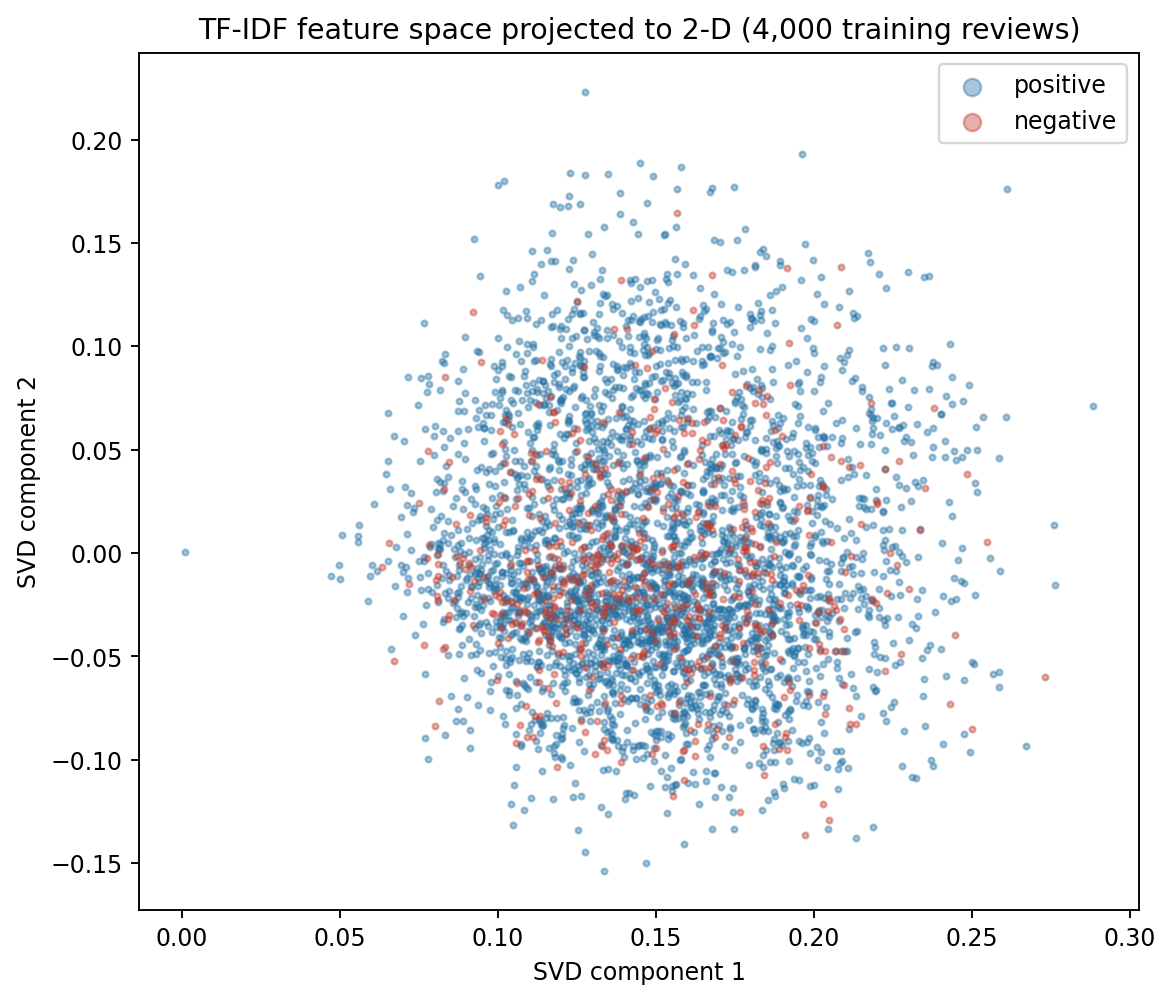 TF-IDF feature space projected to 2-D (4,000 training reviews)
positive
negative
0.20
0.15
0.10
0.05
0.00
−0.05
−0.10
−0.15
SVD component 2
0.00 0.05 0.10 0.15 0.20 0.25 0.30
SVD component 1